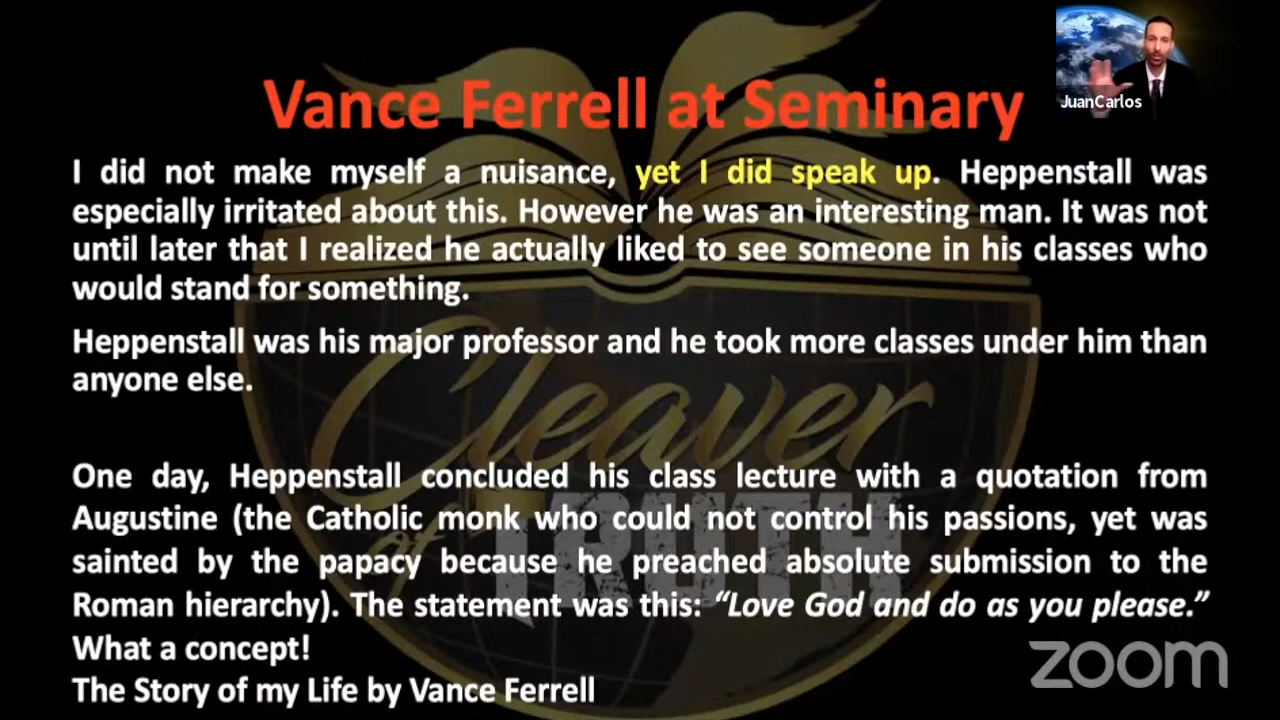 Vance Ferrell at Seminary
JuanCarlos
I did not make myself a nuisance, yet I did speak up. Heppenstall was
especially irritated about this. However he was an interesting man. It was not
until later that I realized he actually liked to see someone in his classes who
would stand for something.
Heppenstall was his major professor and he took more classes under him than
anyone else.
One day, Heppenstall concluded his class lecture with a quotation from
Augustine (the Catholic monk who could not control his passions, yet was
sainted by the papacy because he preached absolute submission to the
Roman hierarchy). The statement was this: “Love God and do as you please.”
What a concept!
The Story of my Life by Vance Ferrell
Cleaver
of TRUTH
zoom